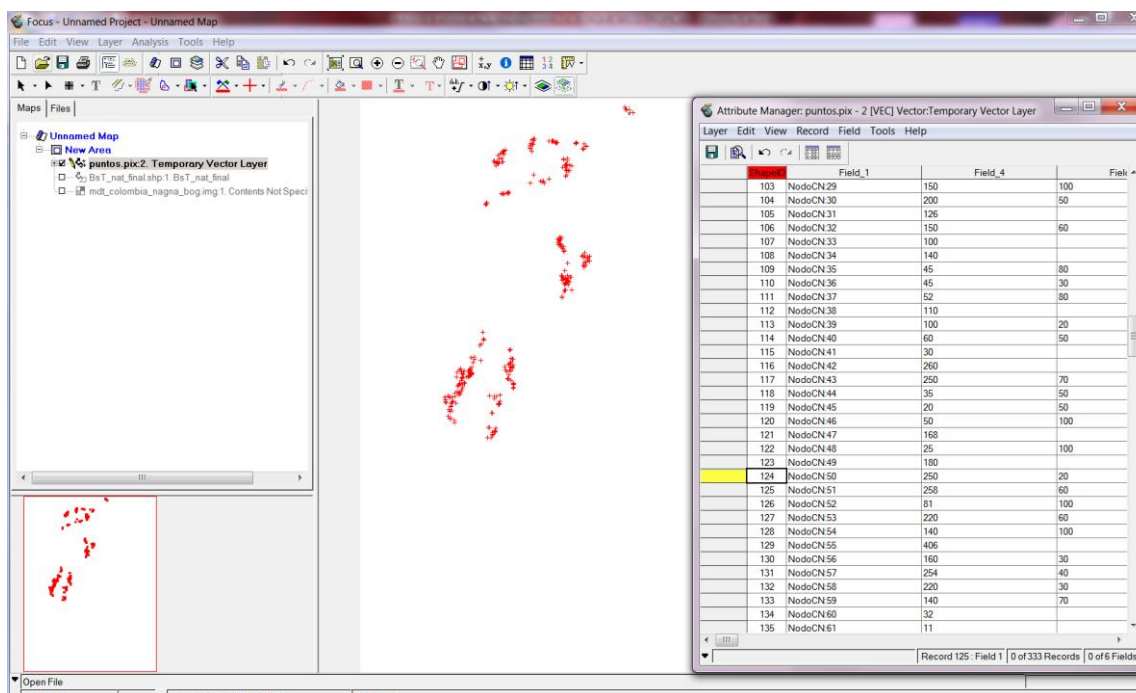 Focus - Unnamed Project - Unnamed Map
File Edit View Layer Analysis Tools Help
Maps Files
Unnamed Map
New Area
puntos.pix:2. Temporary Vector Layer
BsT_nat_final.shp:1. BsT_nat_final
mdt_colombia_nagna_bog.img:1. Contents Not Speci
Attribute Manager: puntos.pix - 2 [VEC] Vector:Temporary Vector Layer
Layer Edit View Record Field Tools Help
ShapeID Field_1 Field_4 Fiel
103 NodoCN:29 150 100
104 NodoCN:30 200 50
105 NodoCN:31 126
106 NodoCN:32 150 60
107 NodoCN:33 100
108 NodoCN:34 140
109 NodoCN:35 45 80
110 NodoCN:36 45 30
111 NodoCN:37 52 80
112 NodoCN:38 110
113 NodoCN:39 100 20
114 NodoCN:40 60 50
115 NodoCN:41 30
116 NodoCN:42 260
117 NodoCN:43 250 70
118 NodoCN:44 35 50
119 NodoCN:45 20 50
120 NodoCN:46 50 100
121 NodoCN:47 168
122 NodoCN:48 25 100
123 NodoCN:49 180
124 NodoCN:50 250 20
125 NodoCN:51 258 60
126 NodoCN:52 81 100
127 NodoCN:53 220 60
128 NodoCN:54 140 100
129 NodoCN:55 406
130 NodoCN:56 160 30
131 NodoCN:57 254 40
132 NodoCN:58 220 30
133 NodoCN:59 140 70
134 NodoCN:60 32
135 NodoCN:61 11
Record 125 : Field 1 0 of 333 Records 0 of 6 Fields
Open File